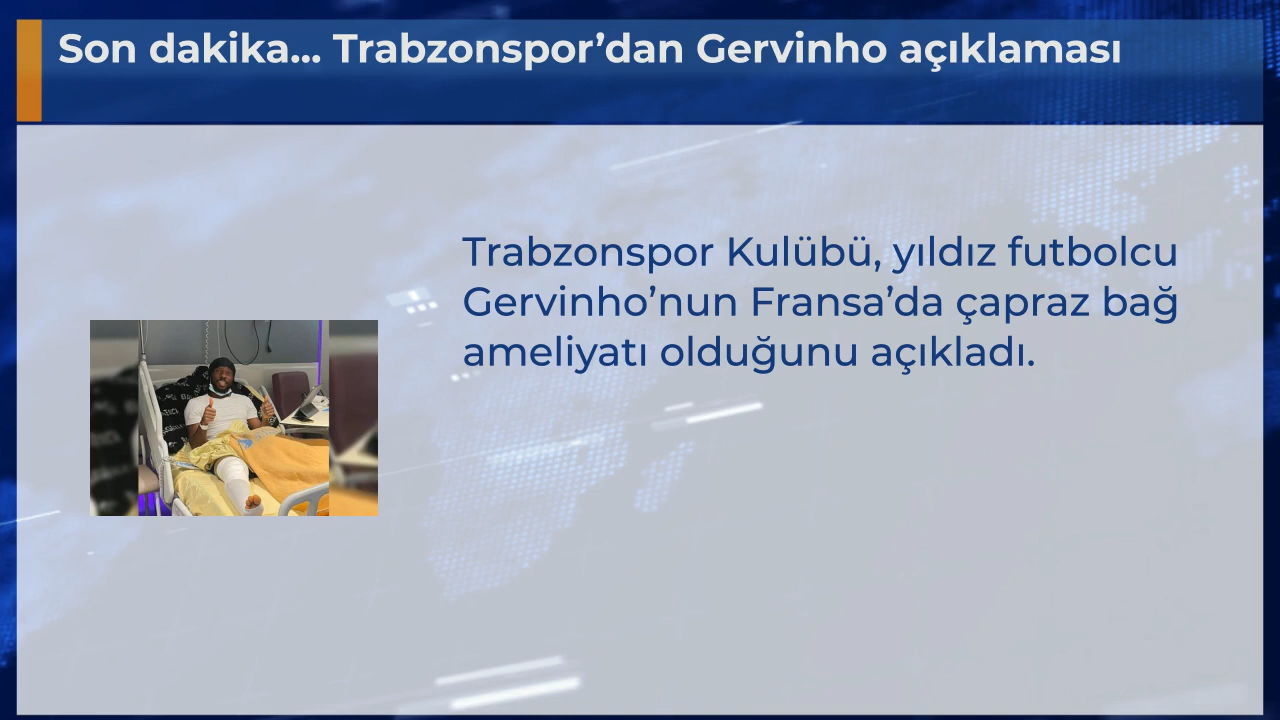 Son dakika... Trabzonspor’dan Gervinho açıklaması
Trabzonspor Kulübü, yıldız futbolcu
Gervinho’nun Fransa’da çapraz bağ
ameliyatı olduğunu açıkladı.